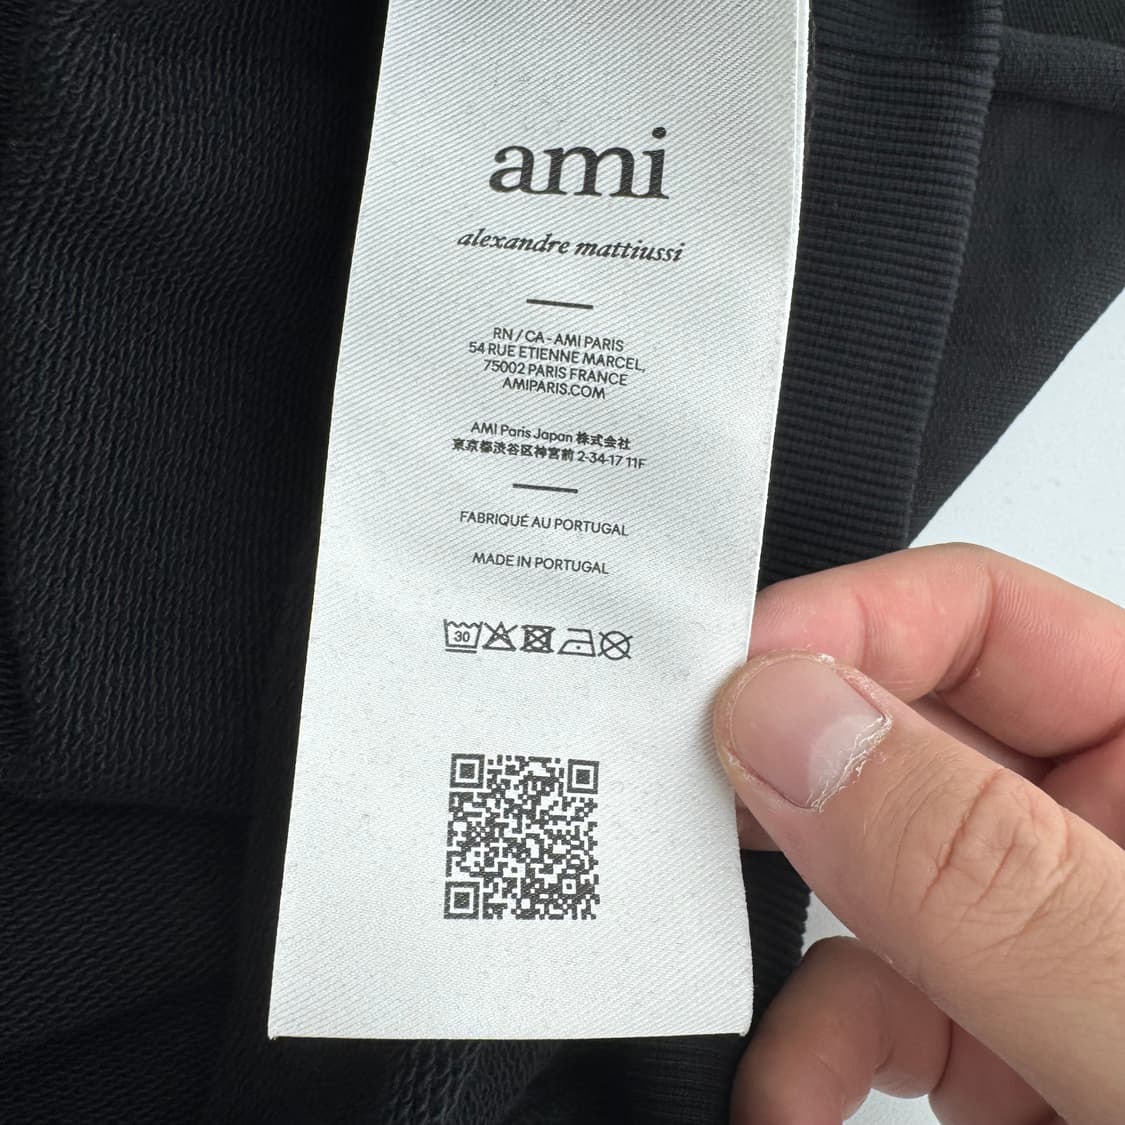 ami
alexandre mattiussi
RN / CA - AMI PARIS
54 RUE ETIENNE MARCEL,
75002 PARIS FRANCE
AMIPARIS.COM
AMI Paris Japan 株式会社
東京都渋谷区神宮前 2-34-17 11F
FABRIQUÉ AU PORTUGAL
MADE IN PORTUGAL
30